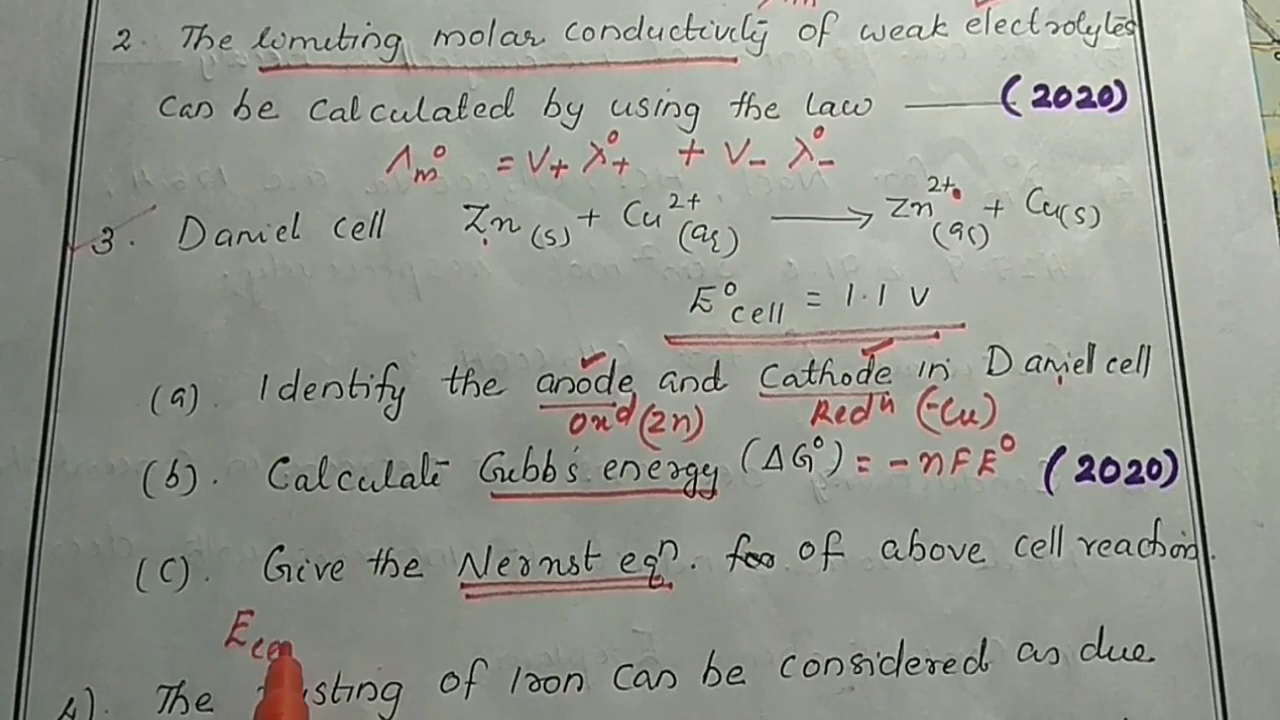 2. The limiting molar conductivity of weak electrolytes
can be calculated by using the law —— (2020)
Λm° = V+ λ°+ + V- λ°-
3. Daniel cell Zn(s) + Cu2+(aq) ⟶ Zn2+(aq) + Cu(s)
E°cell = 1.1 V
(a). Identify the anode and Cathode in Daniel cell
Oxd (Zn) Redn (-Cu)
(b). Calculate Gibb's energy (ΔG°) = -nFE° (2020)
(C). Give the Nernst eqn. of above cell reaction.
Ecell
4). The of Iron can be considered as due